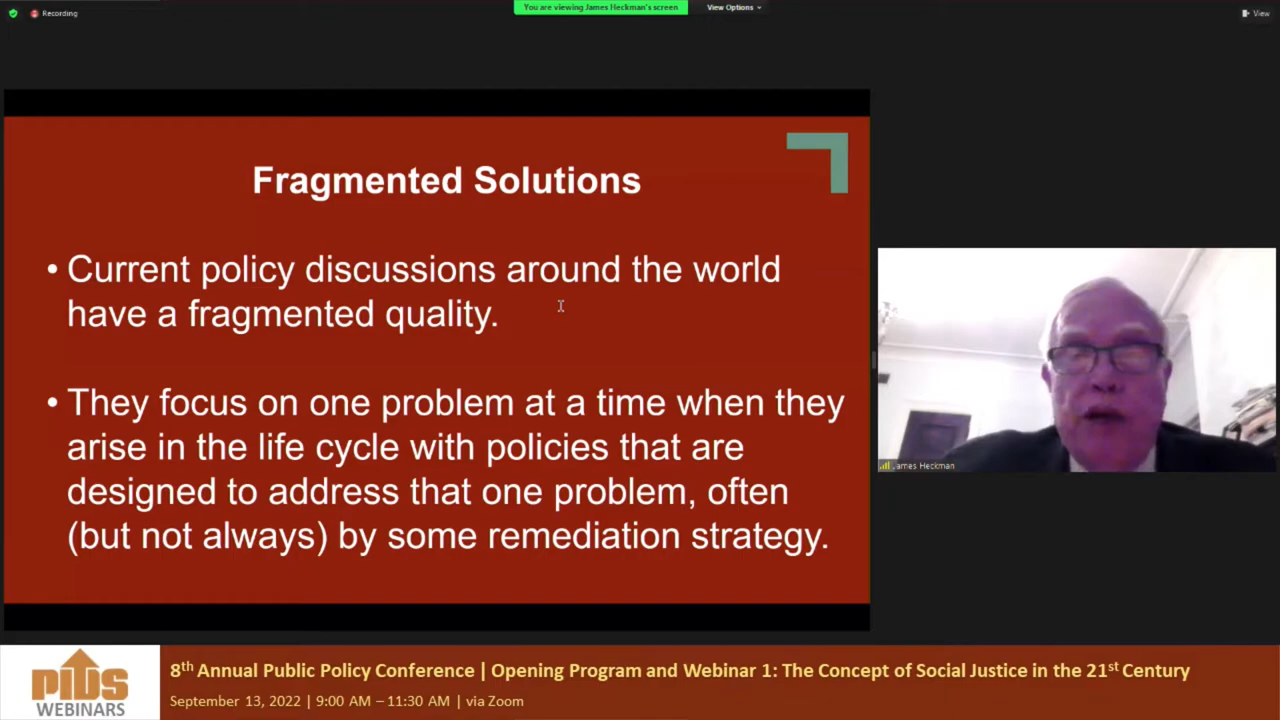 Recording
You are viewing James Heckman's screen
View Options
View
Fragmented Solutions
• Current policy discussions around the world
have a fragmented quality.
• They focus on one problem at a time when they
arise in the life cycle with policies that are
designed to address that one problem, often
(but not always) by some remediation strategy.
James Heckman
PIDS
WEBINARS
8th Annual Public Policy Conference | Opening Program and Webinar 1: The Concept of Social Justice in the 21st Century
September 13, 2022 | 9:00 AM – 11:30 AM | via Zoom